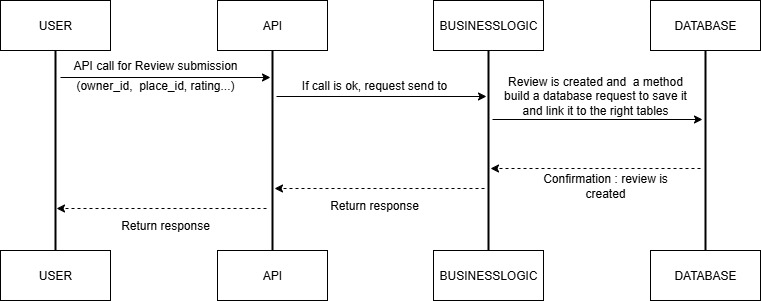 USER
API
BUSINESSLOGIC
DATABASE
API call for Review submission
(owner_id, place_id, rating...)
If call is ok, request send to
Review is created and a method
build a database request to save it
and link it to the right tables
Confirmation : review is
created
Return response
Return response
USER
API
BUSINESSLOGIC
DATABASE